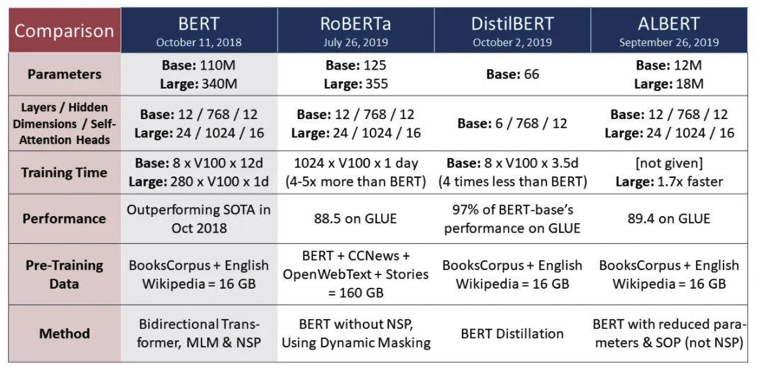 Comparison
BERT
October 11, 2018
RoBERTa
July 26, 2019
DistilBERT
October 2, 2019
ALBERT
September 26, 2019
Parameters
Base: 110M
Large: 340M
Base: 125
Large: 355
Base: 66
Base: 12M
Large: 18M
Layers / Hidden
Dimensions / Self-
Attention Heads
Base: 12 / 768 / 12
Large: 24 / 1024 / 16
Base: 12 / 768 / 12
Large: 24 / 1024 / 16
Base: 6 / 768 / 12
Base: 12 / 768 / 12
Large: 24 / 1024 / 16
Training Time
Base: 8 x V100 x 12d
Large: 280 x V100 x 1d
1024 x V100 x 1 day
(4-5x more than BERT)
Base: 8 x V100 x 3.5d
(4 times less than BERT)
[not given]
Large: 1.7x faster
Performance
Outperforming SOTA in
Oct 2018
88.5 on GLUE
97% of BERT-base's
performance on GLUE
89.4 on GLUE
Pre-Training
Data
BooksCorpus + English
Wikipedia = 16 GB
BERT + CCNews +
OpenWebText + Stories
= 160 GB
BooksCorpus + English
Wikipedia = 16 GB
BooksCorpus + English
Wikipedia = 16 GB
Method
Bidirectional Trans-
former, MLM & NSP
BERT without NSP,
Using Dynamic Masking
BERT Distillation
BERT with reduced para-
meters & SOP (not NSP)